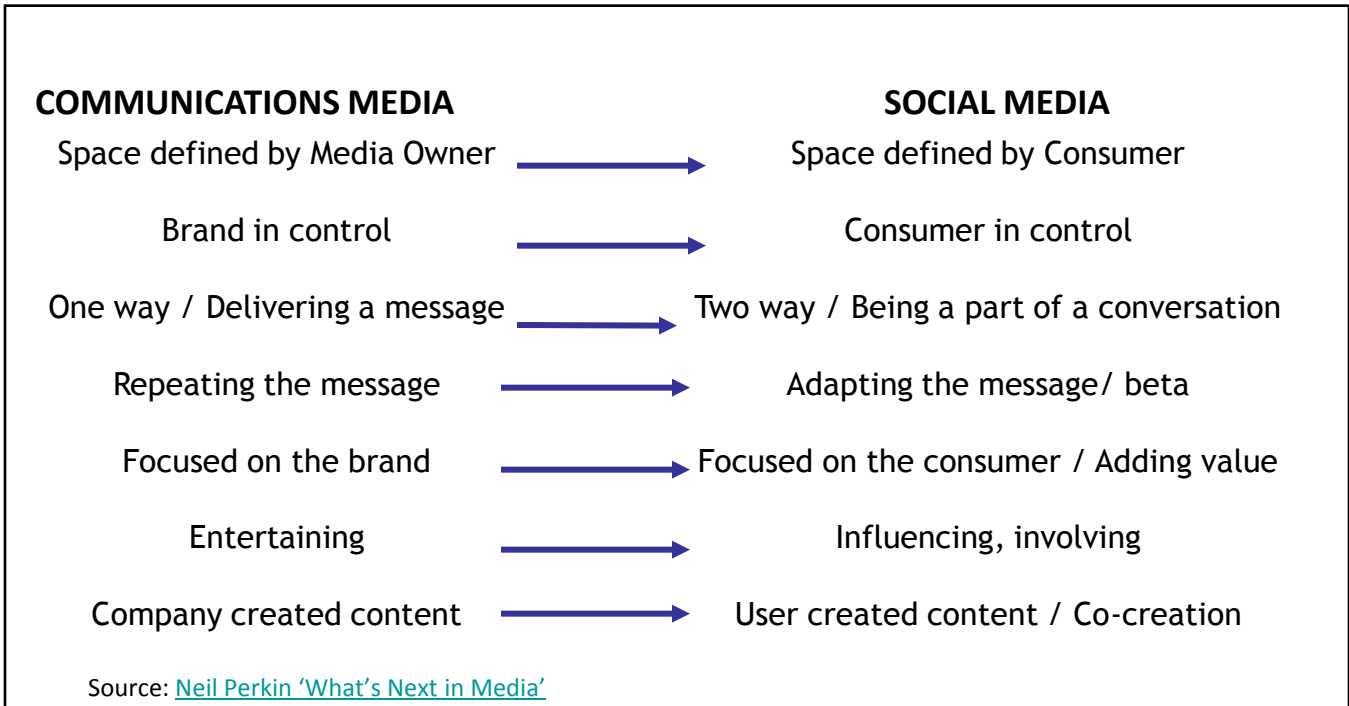 COMMUNICATIONS MEDIA
SOCIAL MEDIA
Space defined by Media Owner
Space defined by Consumer
Brand in control
Consumer in control
One way / Delivering a message
Two way / Being a part of a conversation
Repeating the message
Adapting the message/ beta
Focused on the brand
Focused on the consumer / Adding value
Entertaining
Influencing, involving
Company created content
User created content / Co-creation
Source: Neil Perkin ‘What’s Next in Media’